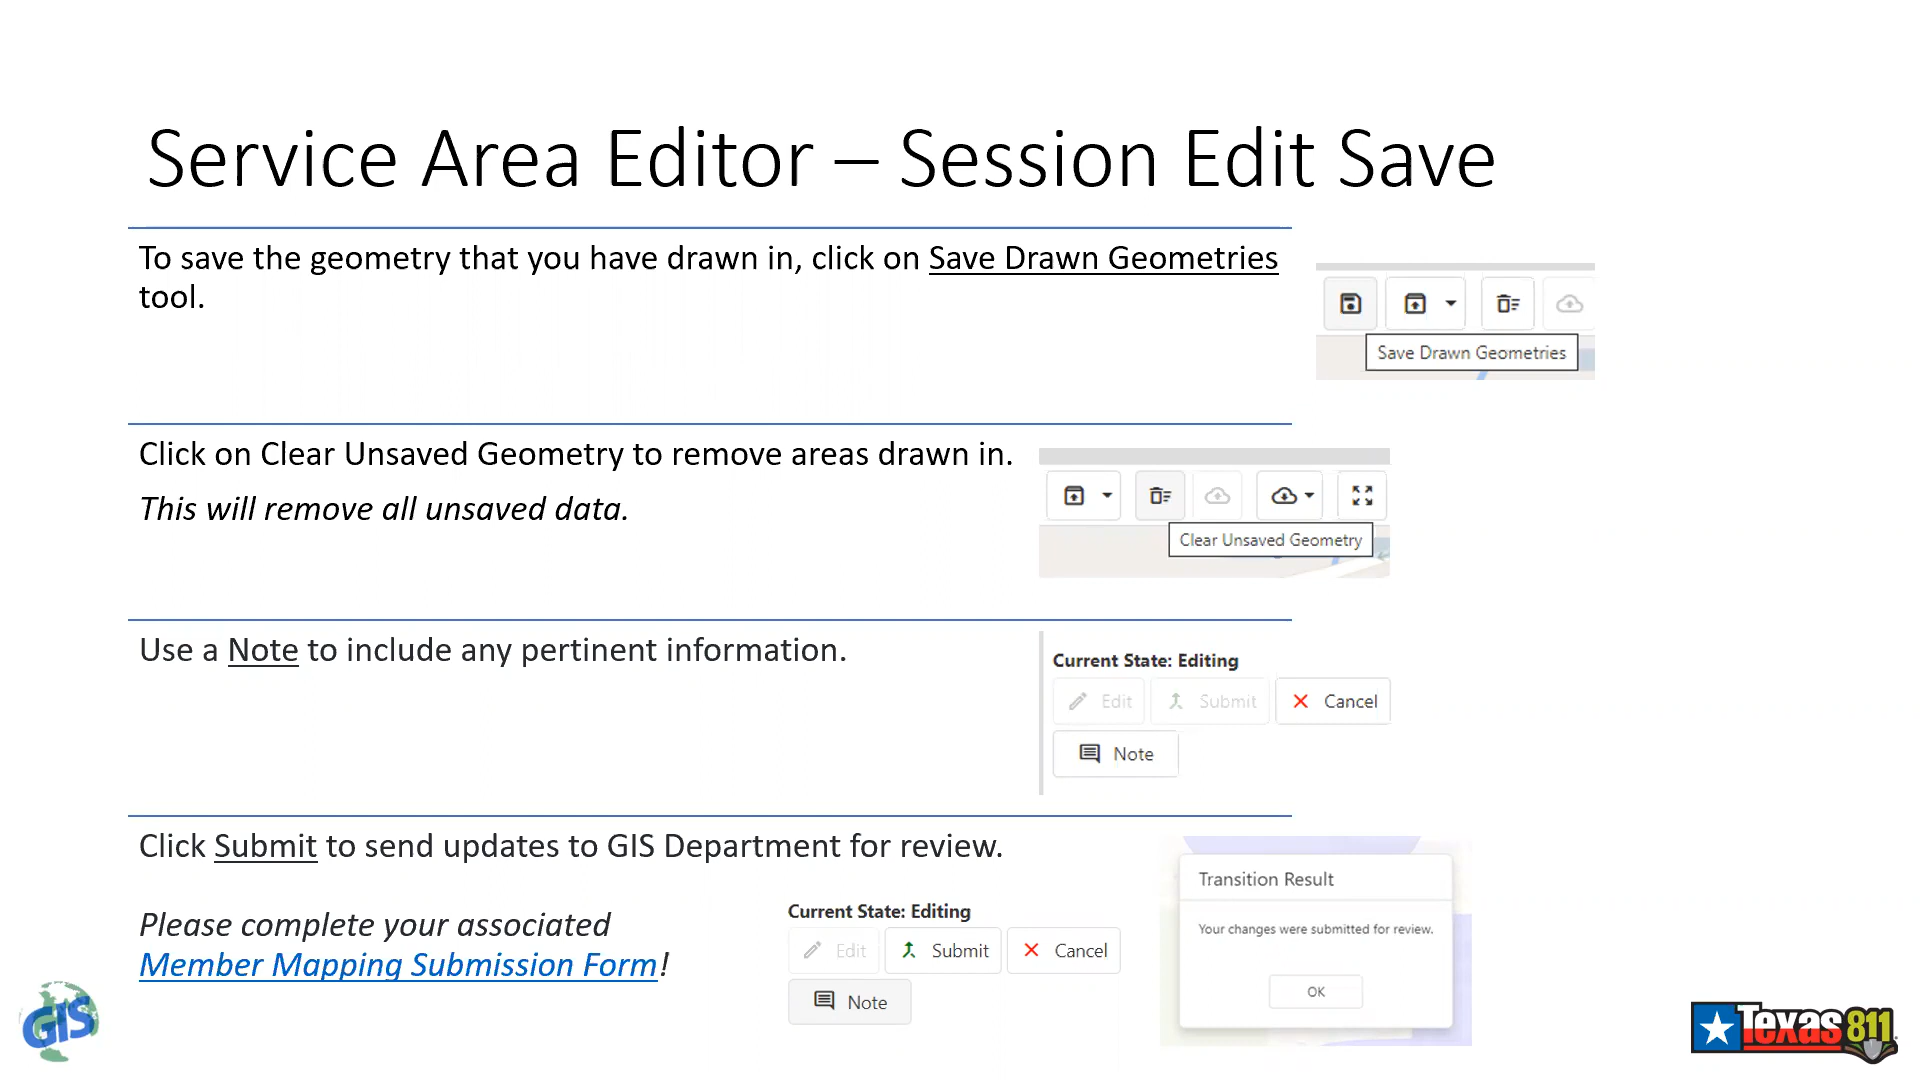 Service Area Editor – Session Edit Save
To save the geometry that you have drawn in, click on Save Drawn Geometries
tool.
Save Drawn Geometries
Click on Clear Unsaved Geometry to remove areas drawn in.
This will remove all unsaved data.
Clear Unsaved Geometry
Use a Note to include any pertinent information.
Current State: Editing
Edit Submit Cancel
Note
Click Submit to send updates to GIS Department for review.
Please complete your associated
Member Mapping Submission Form!
Current State: Editing
Edit Submit Cancel
Note
Transition Result
Your changes were submitted for review.
OK
GIS
Texas811